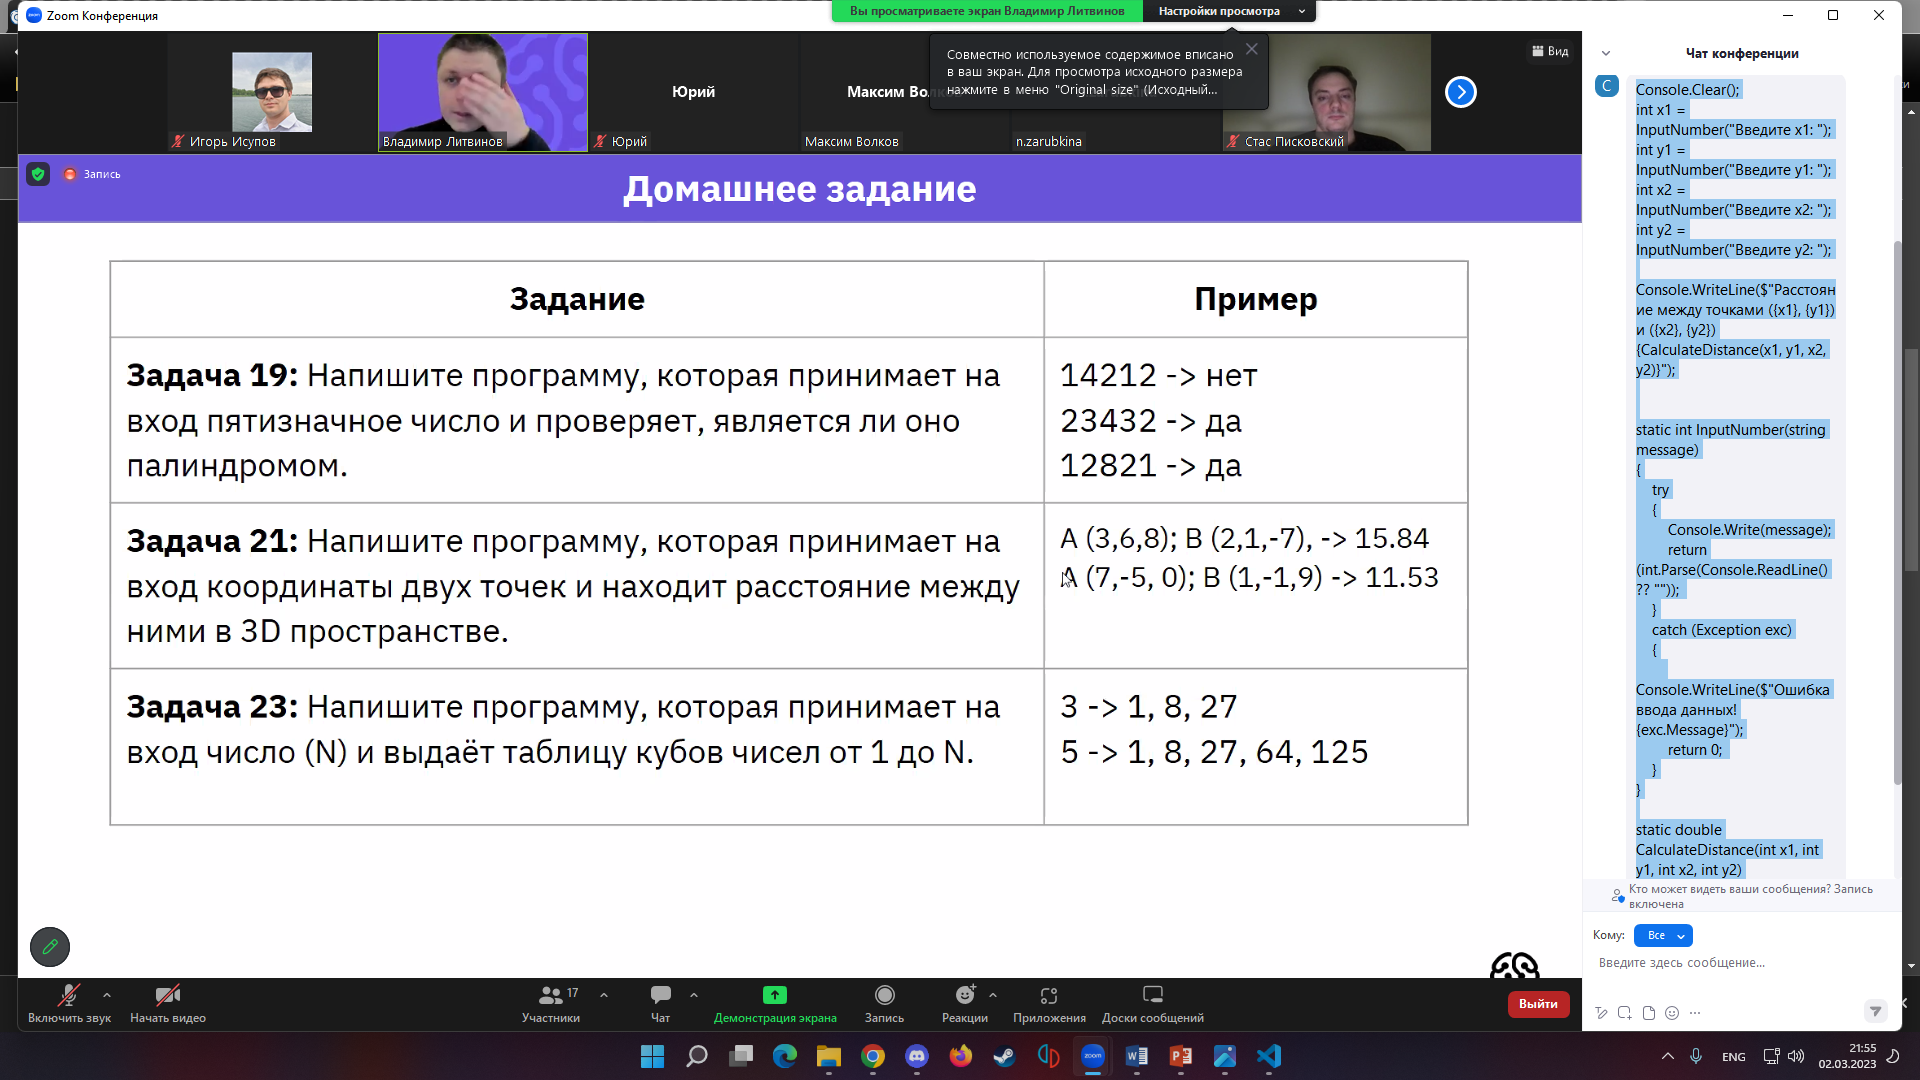 Zoom Конференция
Вы просматриваете экран Владимир Литвинов
Настройки просмотра
Совместно используемое содержимое вписано
в ваш экран. Для просмотра исходного размера
нажмите в меню "Original size" (Исходный...
Вид
Юрий
Максим Во
Игорь Исупов
Владимир Литвинов
Юрий
Максим Волков
n.zarubkina
Стас Писковский
Запись
Домашнее задание
Задание
Пример
Задача 19: Напишите программу, которая принимает на
вход пятизначное число и проверяет, является ли оно
палиндромом.
14212 -> нет
23432 -> да
12821 -> да
Задача 21: Напишите программу, которая принимает на
вход координаты двух точек и находит расстояние между
ними в 3D пространстве.
A (3,6,8); B (2,1,-7), -> 15.84
A (7,-5, 0); B (1,-1,9) -> 11.53
Задача 23: Напишите программу, которая принимает на
вход число (N) и выдаёт таблицу кубов чисел от 1 до N.
3 -> 1, 8, 27
5 -> 1, 8, 27, 64, 125
Чат конференции
C
Console.Clear();
int x1 =
InputNumber("Введите x1: ");
int y1 =
InputNumber("Введите y1: ");
int x2 =
InputNumber("Введите x2: ");
int y2 =
InputNumber("Введите y2: ");
Console.WriteLine($"Расстоян
ие между точками ({x1}, {y1})
и ({x2}, {y2})
{CalculateDistance(x1, y1, x2,
y2)}");
static int InputNumber(string
message)
{
try
{
Console.Write(message);
return
(int.Parse(Console.ReadLine()
?? ""));
}
catch (Exception exc)
{
Console.WriteLine($"Ошибка
ввода данных!
{exc.Message}");
return 0;
}
}
static double
CalculateDistance(int x1, int
y1, int x2, int y2)
Кто может видеть ваши сообщения? Запись
включена
Кому:
Все
Введите здесь сообщение...
Включить звук
Начать видео
17
Участники
Чат
Демонстрация экрана
Запись
Реакции
Приложения
Доски сообщений
Выйти
zoom
ENG
21:55
02.03.2023